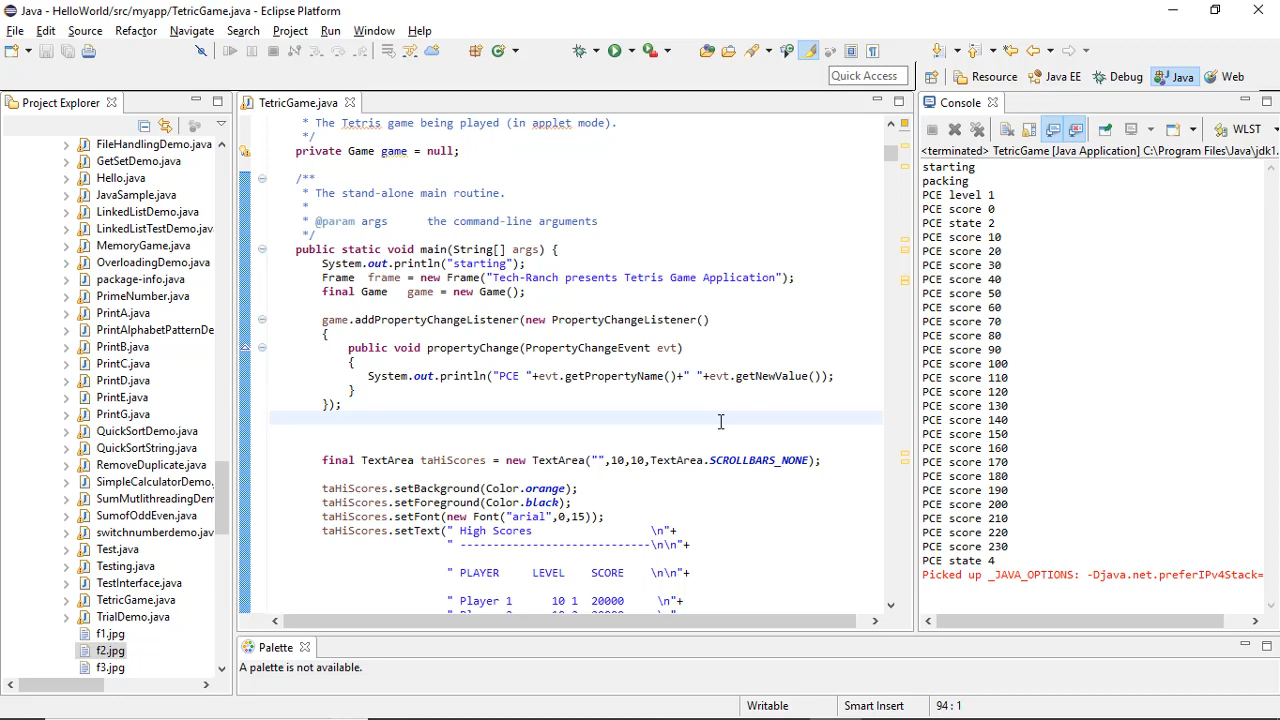 Java - HelloWorld/src/myapp/TetricGame.java - Eclipse Platform
File Edit Source Refactor Navigate Search Project Run Window Help
Quick Access
Resource Java EE Debug Java Web
Project Explorer
FileHandlingDemo.java
GetSetDemo.java
Hello.java
JavaSample.java
LinkedListDemo.java
LinkedListTestDemo.java
MemoryGame.java
OverloadingDemo.java
package-info.java
PrimeNumber.java
PrintA.java
PrintAlphabetPatternDe
PrintB.java
PrintC.java
PrintD.java
PrintE.java
PrintG.java
QuickSortDemo.java
QuickSortString.java
RemoveDuplicate.java
SimpleCalculatorDemo.
SumMutlithreadingDem
SumofOddEven.java
switchnumberdemo.jav
Test.java
Testing.java
TestInterface.java
TetricGame.java
TrialDemo.java
f1.jpg
f2.jpg
f3.jpg
TetricGame.java
* The Tetris game being played (in applet mode).
*/
private Game game = null;
/**
* The stand-alone main routine.
*
* @param args the command-line arguments
*/
public static void main(String[] args) {
System.out.println("starting");
Frame frame = new Frame("Tech-Ranch presents Tetris Game Application");
final Game game = new Game();
game.addPropertyChangeListener(new PropertyChangeListener()
{
public void propertyChange(PropertyChangeEvent evt)
{
System.out.println("PCE "+evt.getPropertyName()+" "+evt.getNewValue());
}
});
final TextArea taHiScores = new TextArea("",10,10,TextArea.SCROLLBARS_NONE);
taHiScores.setBackground(Color.orange);
taHiScores.setForeground(Color.black);
taHiScores.setFont(new Font("arial",0,15));
taHiScores.setText(" High Scores \n"+
" -----------------------------\n\n"+
" PLAYER LEVEL SCORE \n\n"+
" Player 1 10 1 20000 \n"+
Console
WLST
<terminated> TetricGame [Java Application] C:\Program Files\Java\jdk1.
starting
packing
PCE level 1
PCE score 0
PCE state 2
PCE score 10
PCE score 20
PCE score 30
PCE score 40
PCE score 50
PCE score 60
PCE score 70
PCE score 80
PCE score 90
PCE score 100
PCE score 110
PCE score 120
PCE score 130
PCE score 140
PCE score 150
PCE score 160
PCE score 170
PCE score 180
PCE score 190
PCE score 200
PCE score 210
PCE score 220
PCE score 230
PCE state 4
Picked up _JAVA_OPTIONS: -Djava.net.preferIPv4Stack=
Palette
A palette is not available.
Writable Smart Insert 94 : 1